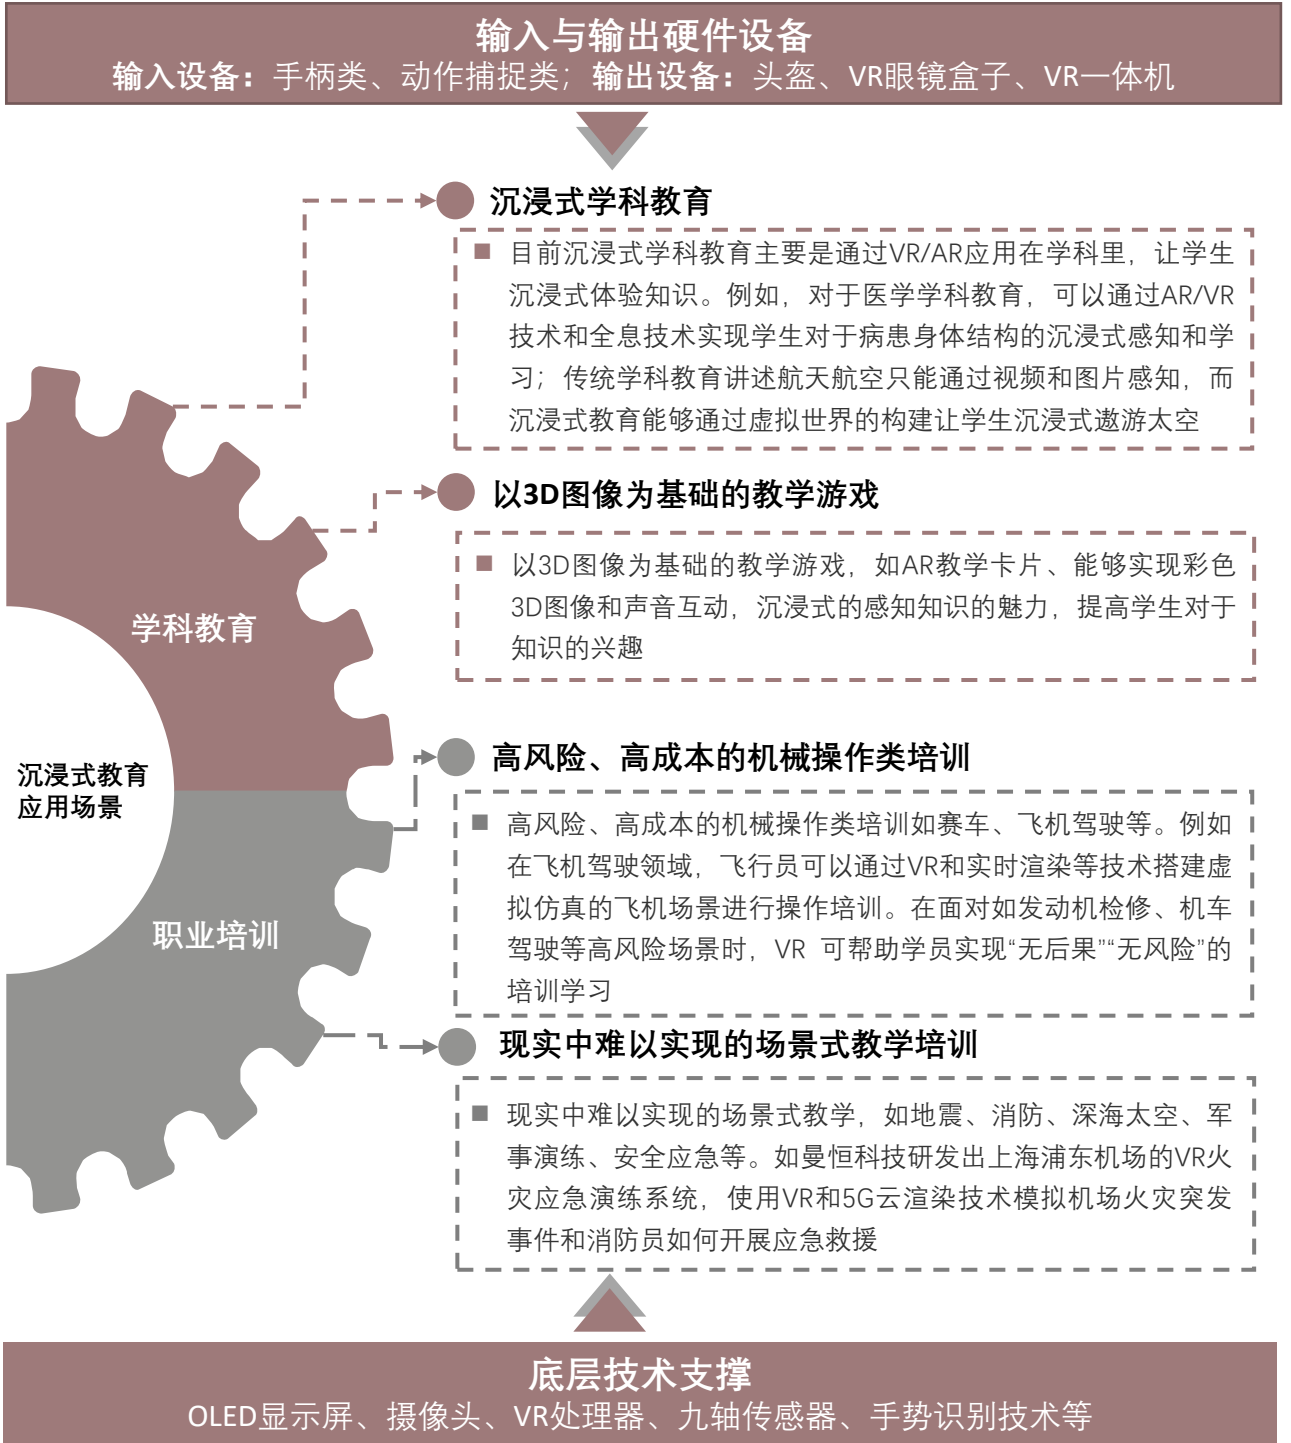 输入与输出硬件设备
输入设备：手柄类、动作捕捉类；输出设备：头盔、VR眼镜盒子、VR一体机
沉浸式学科教育
■ 目前沉浸式学科教育主要是通过VR/AR应用在学科里，让学生
沉浸式体验知识。例如，对于医学学科教育，可以通过AR/VR
技术和全息技术实现学生对于病患身体结构的沉浸式感知和学
习；传统学科教育讲述航天航空只能通过视频和图片感知，而
沉浸式教育能够通过虚拟世界的构建让学生沉浸式遨游太空
以3D图像为基础的教学游戏
■ 以3D图像为基础的教学游戏，如AR教学卡片、能够实现彩色
3D图像和声音互动，沉浸式的感知知识的魅力，提高学生对于
知识的兴趣
学科教育
沉浸式教育
应用场景
职业培训
高风险、高成本的机械操作类培训
■ 高风险、高成本的机械操作类培训如赛车、飞机驾驶等。例如
在飞机驾驶领域，飞行员可以通过VR和实时渲染等技术搭建虚
拟仿真的飞机场景进行操作培训。在面对如发动机检修、机车
驾驶等高风险场景时，VR 可帮助学员实现“无后果”“无风险”的
培训学习
现实中难以实现的场景式教学培训
■ 现实中难以实现的场景式教学，如地震、消防、深海太空、军
事演练、安全应急等。如曼恒科技研发出上海浦东机场的VR火
灾应急演练系统，使用VR和5G云渲染技术模拟机场火灾突发
事件和消防员如何开展应急救援
底层技术支撑
OLED显示屏、摄像头、VR处理器、九轴传感器、手势识别技术等